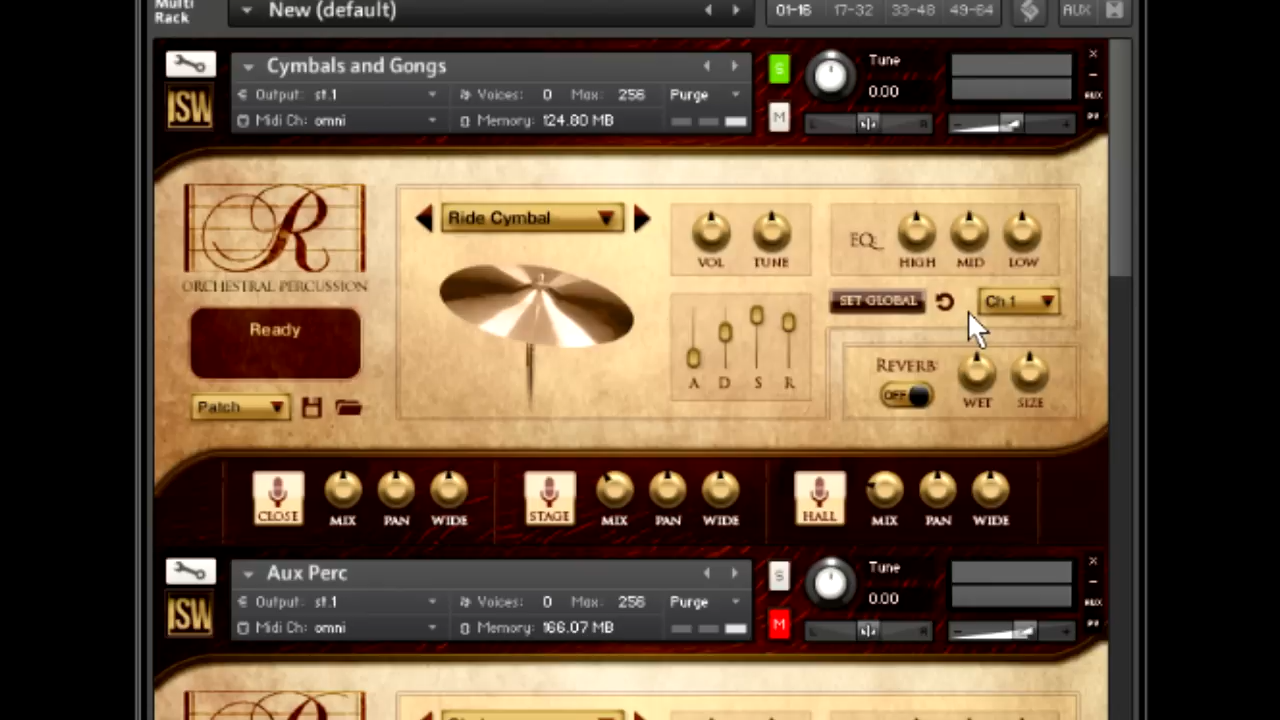 Multi
Rack
New (default)
01-16 17-32 33-48 49-64
AUX
ISW
Cymbals and Gongs
Output: st.1
Voices: 0 Max: 256
Purge
Midi Ch: omni
Memory: 124.80 MB
S
M
Tune
0.00
L R
AUX
PV
R
ORCHESTRAL PERCUSSION
Ready
Patch
Ride Cymbal
VOL TUNE
A D S R
EQ
HIGH MID LOW
SET GLOBAL
Ch 1
REVERB
OFF
WET SIZE
CLOSE MIX PAN WIDE
STAGE MIX PAN WIDE
HALL MIX PAN WIDE
ISW
Aux Perc
Output: st.1
Voices: 0 Max: 256
Purge
Midi Ch: omni
Memory: 166.07 MB
S
M
Tune
0.00
L R
AUX
PV